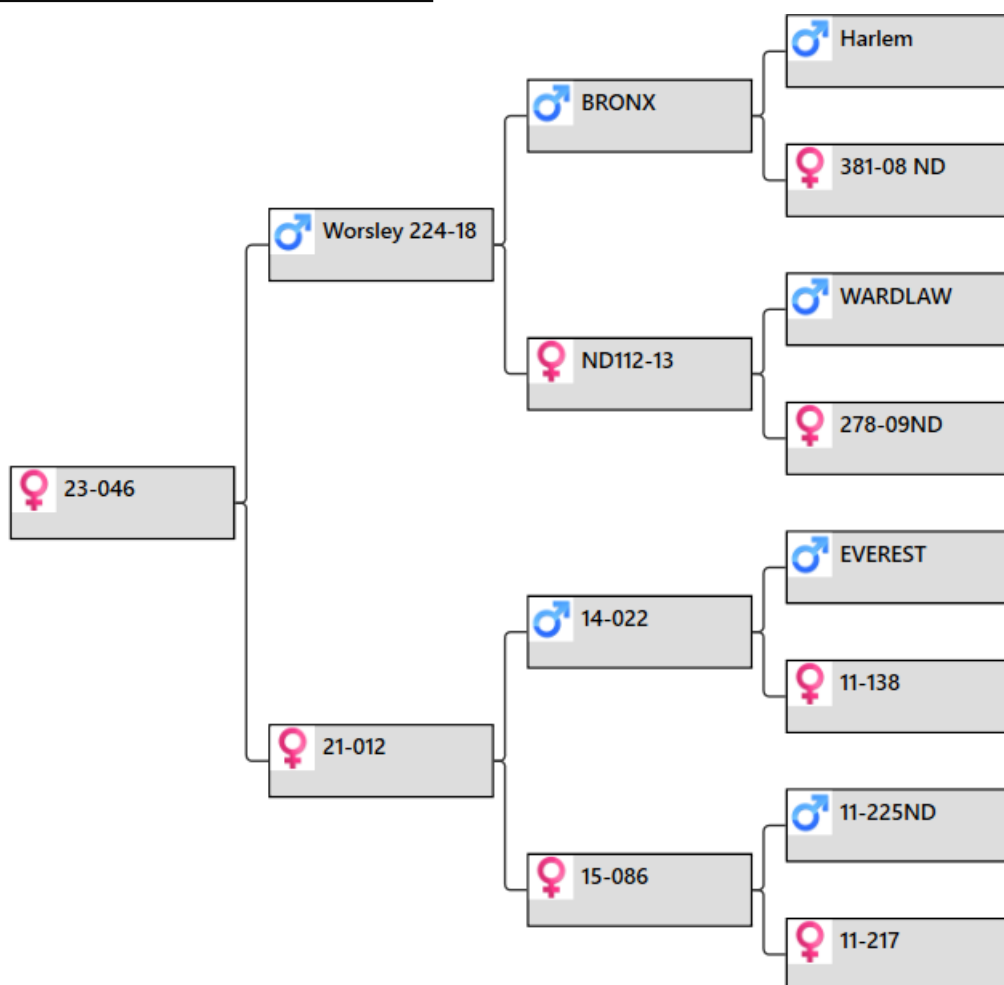 Harlem
BRONX
381-08 ND
Worsley 224-18
WARDLAW
ND112-13
278-09ND
23-046
EVEREST
14-022
11-138
21-012
11-225ND
15-086
11-217